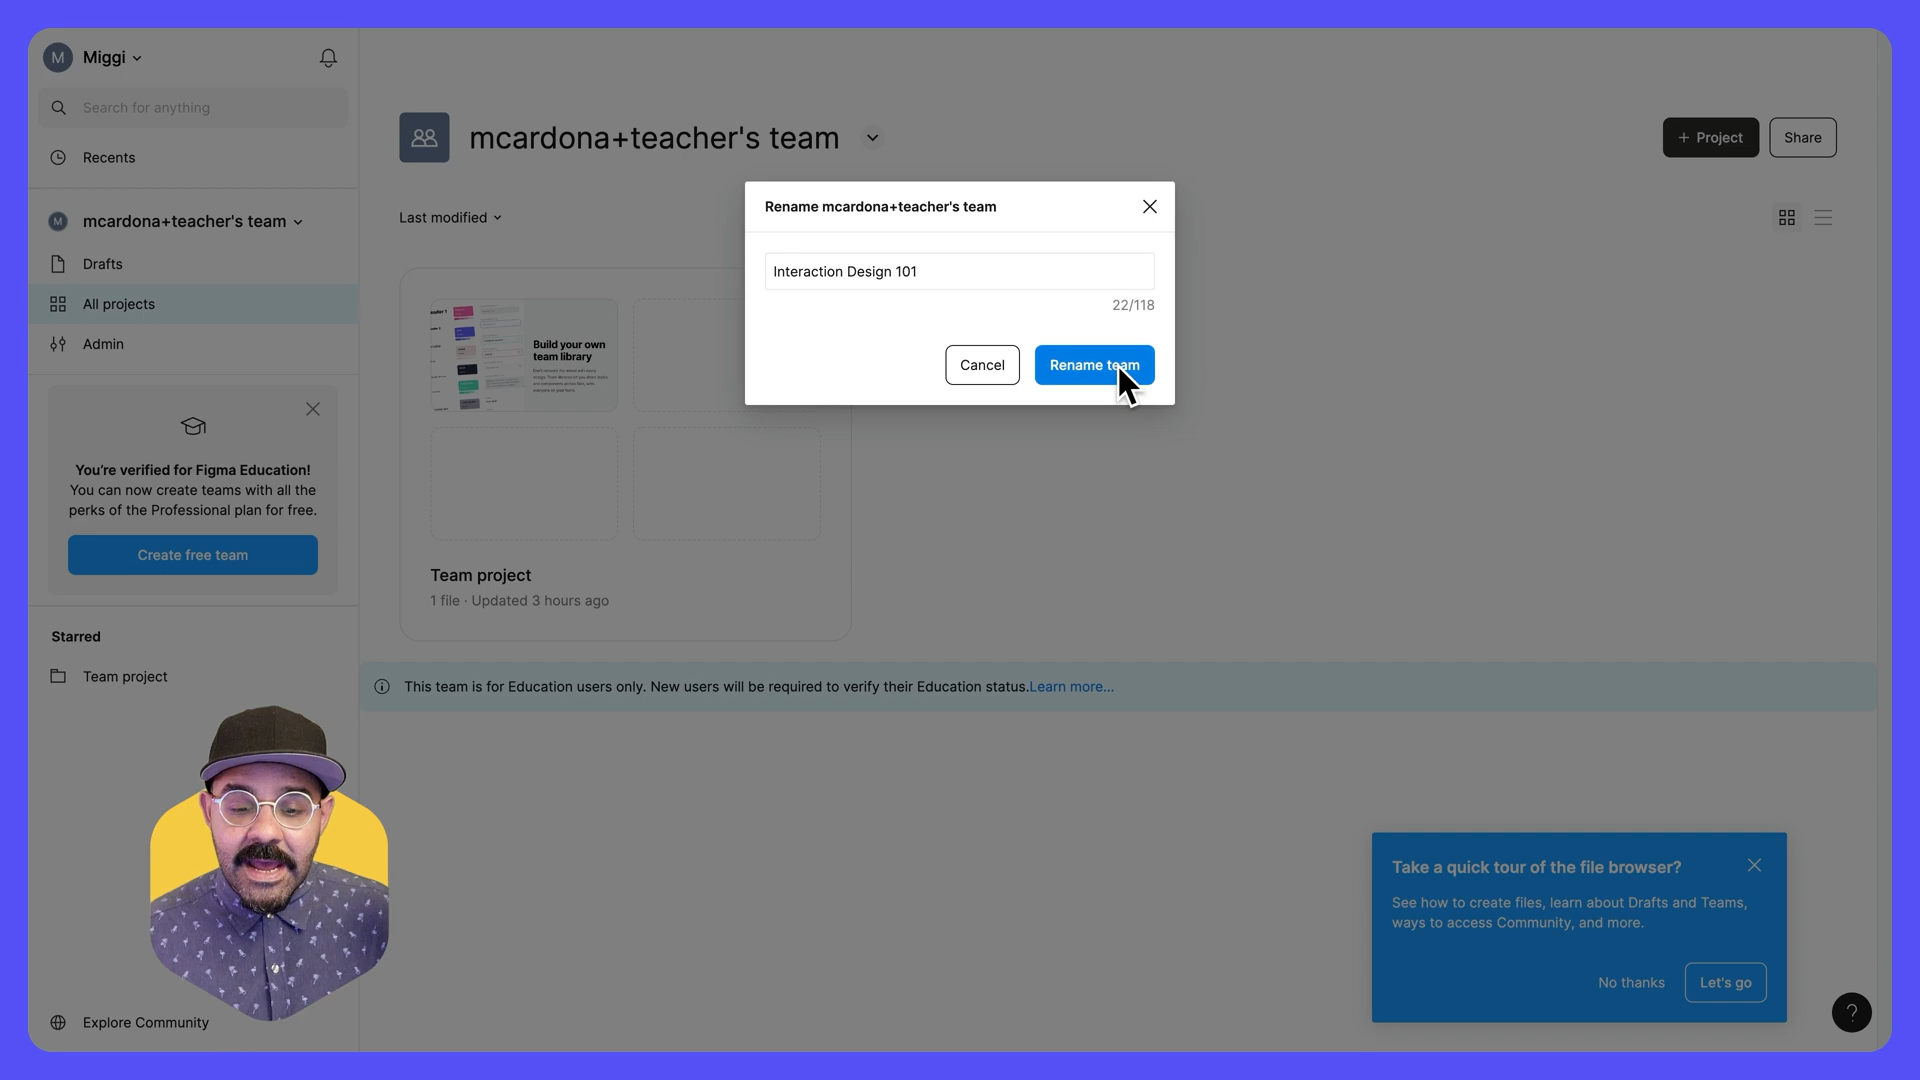 M Miggi
Search for anything
Recents
M mcardona+teacher's team
Drafts
All projects
Admin
You're verified for Figma Education!
You can now create teams with all the
perks of the Professional plan for free.
Create free team
Starred
Team project
Explore Community
mcardona+teacher's team
+ Project
Share
Last modified
Rename mcardona+teacher's team
Interaction Design 101
22/118
Cancel
Rename team
Build your own
team library
Team project
1 file · Updated 3 hours ago
This team is for Education users only. New users will be required to verify their Education status.Learn more...
Take a quick tour of the file browser?
See how to create files, learn about Drafts and Teams,
ways to access Community, and more.
No thanks
Let's go
?